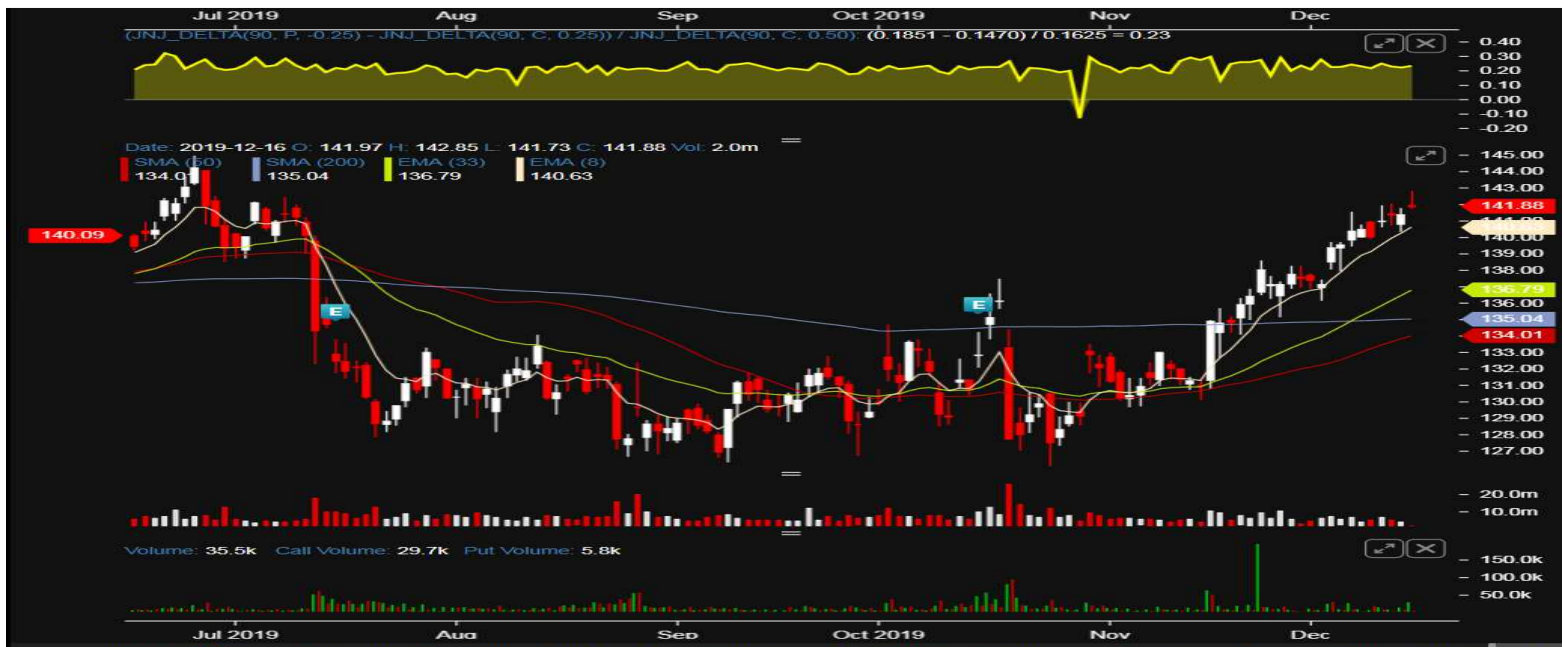 Jul 2019 Aug Sep Oct 2019 Nov Dec
(JNJ_DELTA(90, P, -0.25) - JNJ_DELTA(90, C, 0.25)) / JNJ_DELTA(90, C, 0.50): (0.1851 - 0.1470) / 0.1625 = 0.23
0.40
0.30
0.20
0.10
0.00
-0.10
-0.20
Date: 2019-12-16 O: 141.97 H: 142.85 L: 141.73 C: 141.88 Vol: 2.0m
SMA (50) SMA (200) EMA (33) EMA (8)
134.01 135.04 136.79 140.63
145.00
144.00
143.00
141.88
140.09
140.00
139.00
138.00
136.79
136.00
135.04
134.01
133.00
132.00
131.00
130.00
129.00
128.00
127.00
E
E
20.0m
10.0m
Volume: 35.5k Call Volume: 29.7k Put Volume: 5.8k
150.0k
100.0k
50.0k
Jul 2019 Aug Sep Oct 2019 Nov Dec